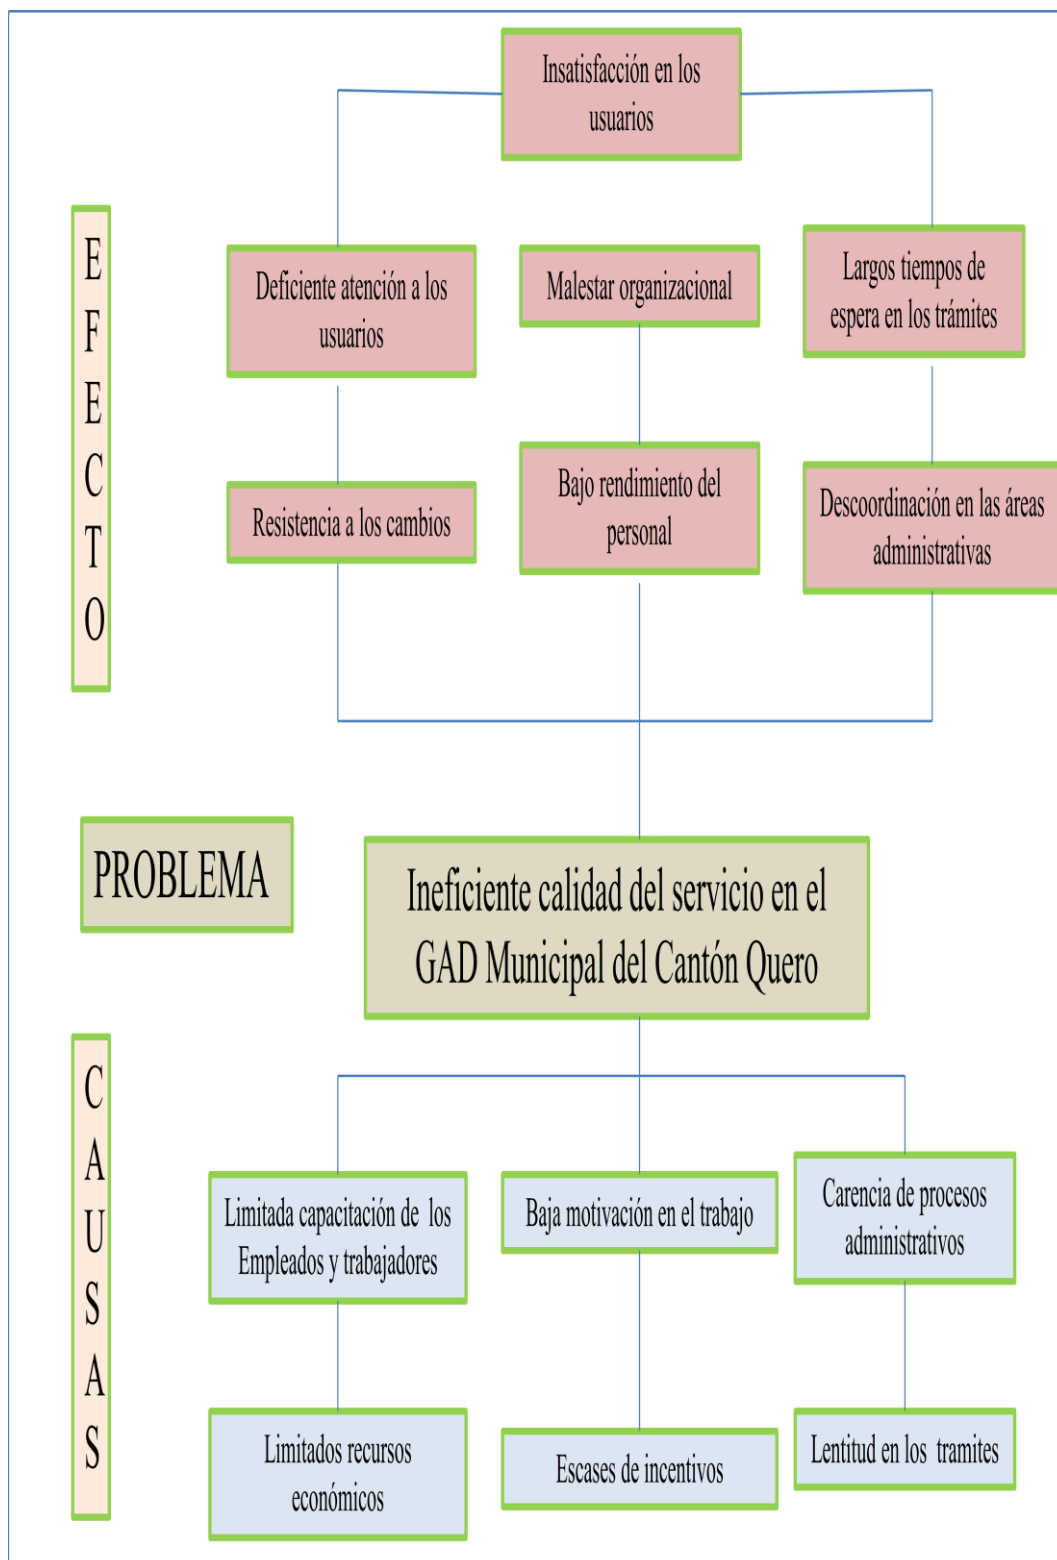 Insatisfacción en los
usuarios
EFECTO
Deficiente atención a los
usuarios
Malestar organizacional
Largos tiempos de
espera en los trámites
Resistencia a los cambios
Bajo rendimiento del
personal
Descoordinación en las áreas
administrativas
PROBLEMA
Ineficiente calidad del servicio en el
GAD Municipal del Cantón Quero
CAUSAS
Limitada capacitación de los
Empleados y trabajadores
Baja motivación en el trabajo
Carencia de procesos
administrativos
Limitados recursos
económicos
Escases de incentivos
Lentitud en los tramites